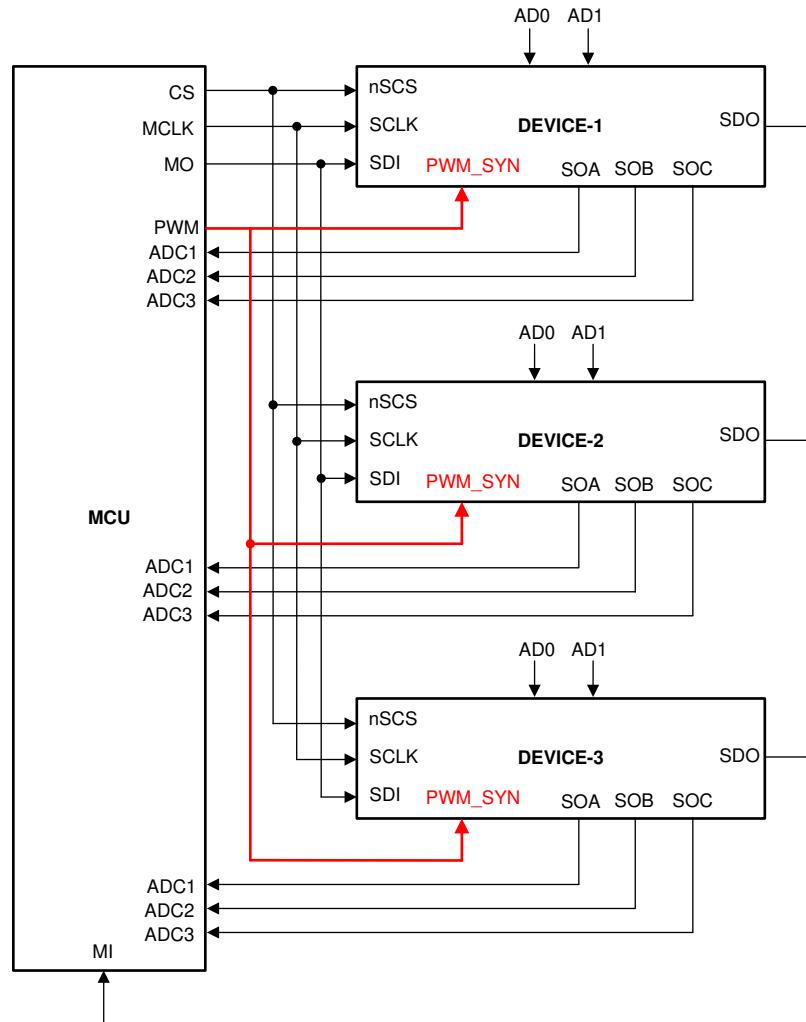 AD0 AD1
CS
MCLK
MO
PWM
ADC1
ADC2
ADC3
nSCS
SCLK
SDI
DEVICE-1
PWM_SYN
SOA SOB SOC
SDO
AD0 AD1
nSCS
SCLK
SDI
DEVICE-2
PWM_SYN
SOA SOB SOC
SDO
MCU
ADC1
ADC2
ADC3
AD0 AD1
nSCS
SCLK
SDI
DEVICE-3
PWM_SYN
SOA SOB SOC
SDO
ADC1
ADC2
ADC3
MI